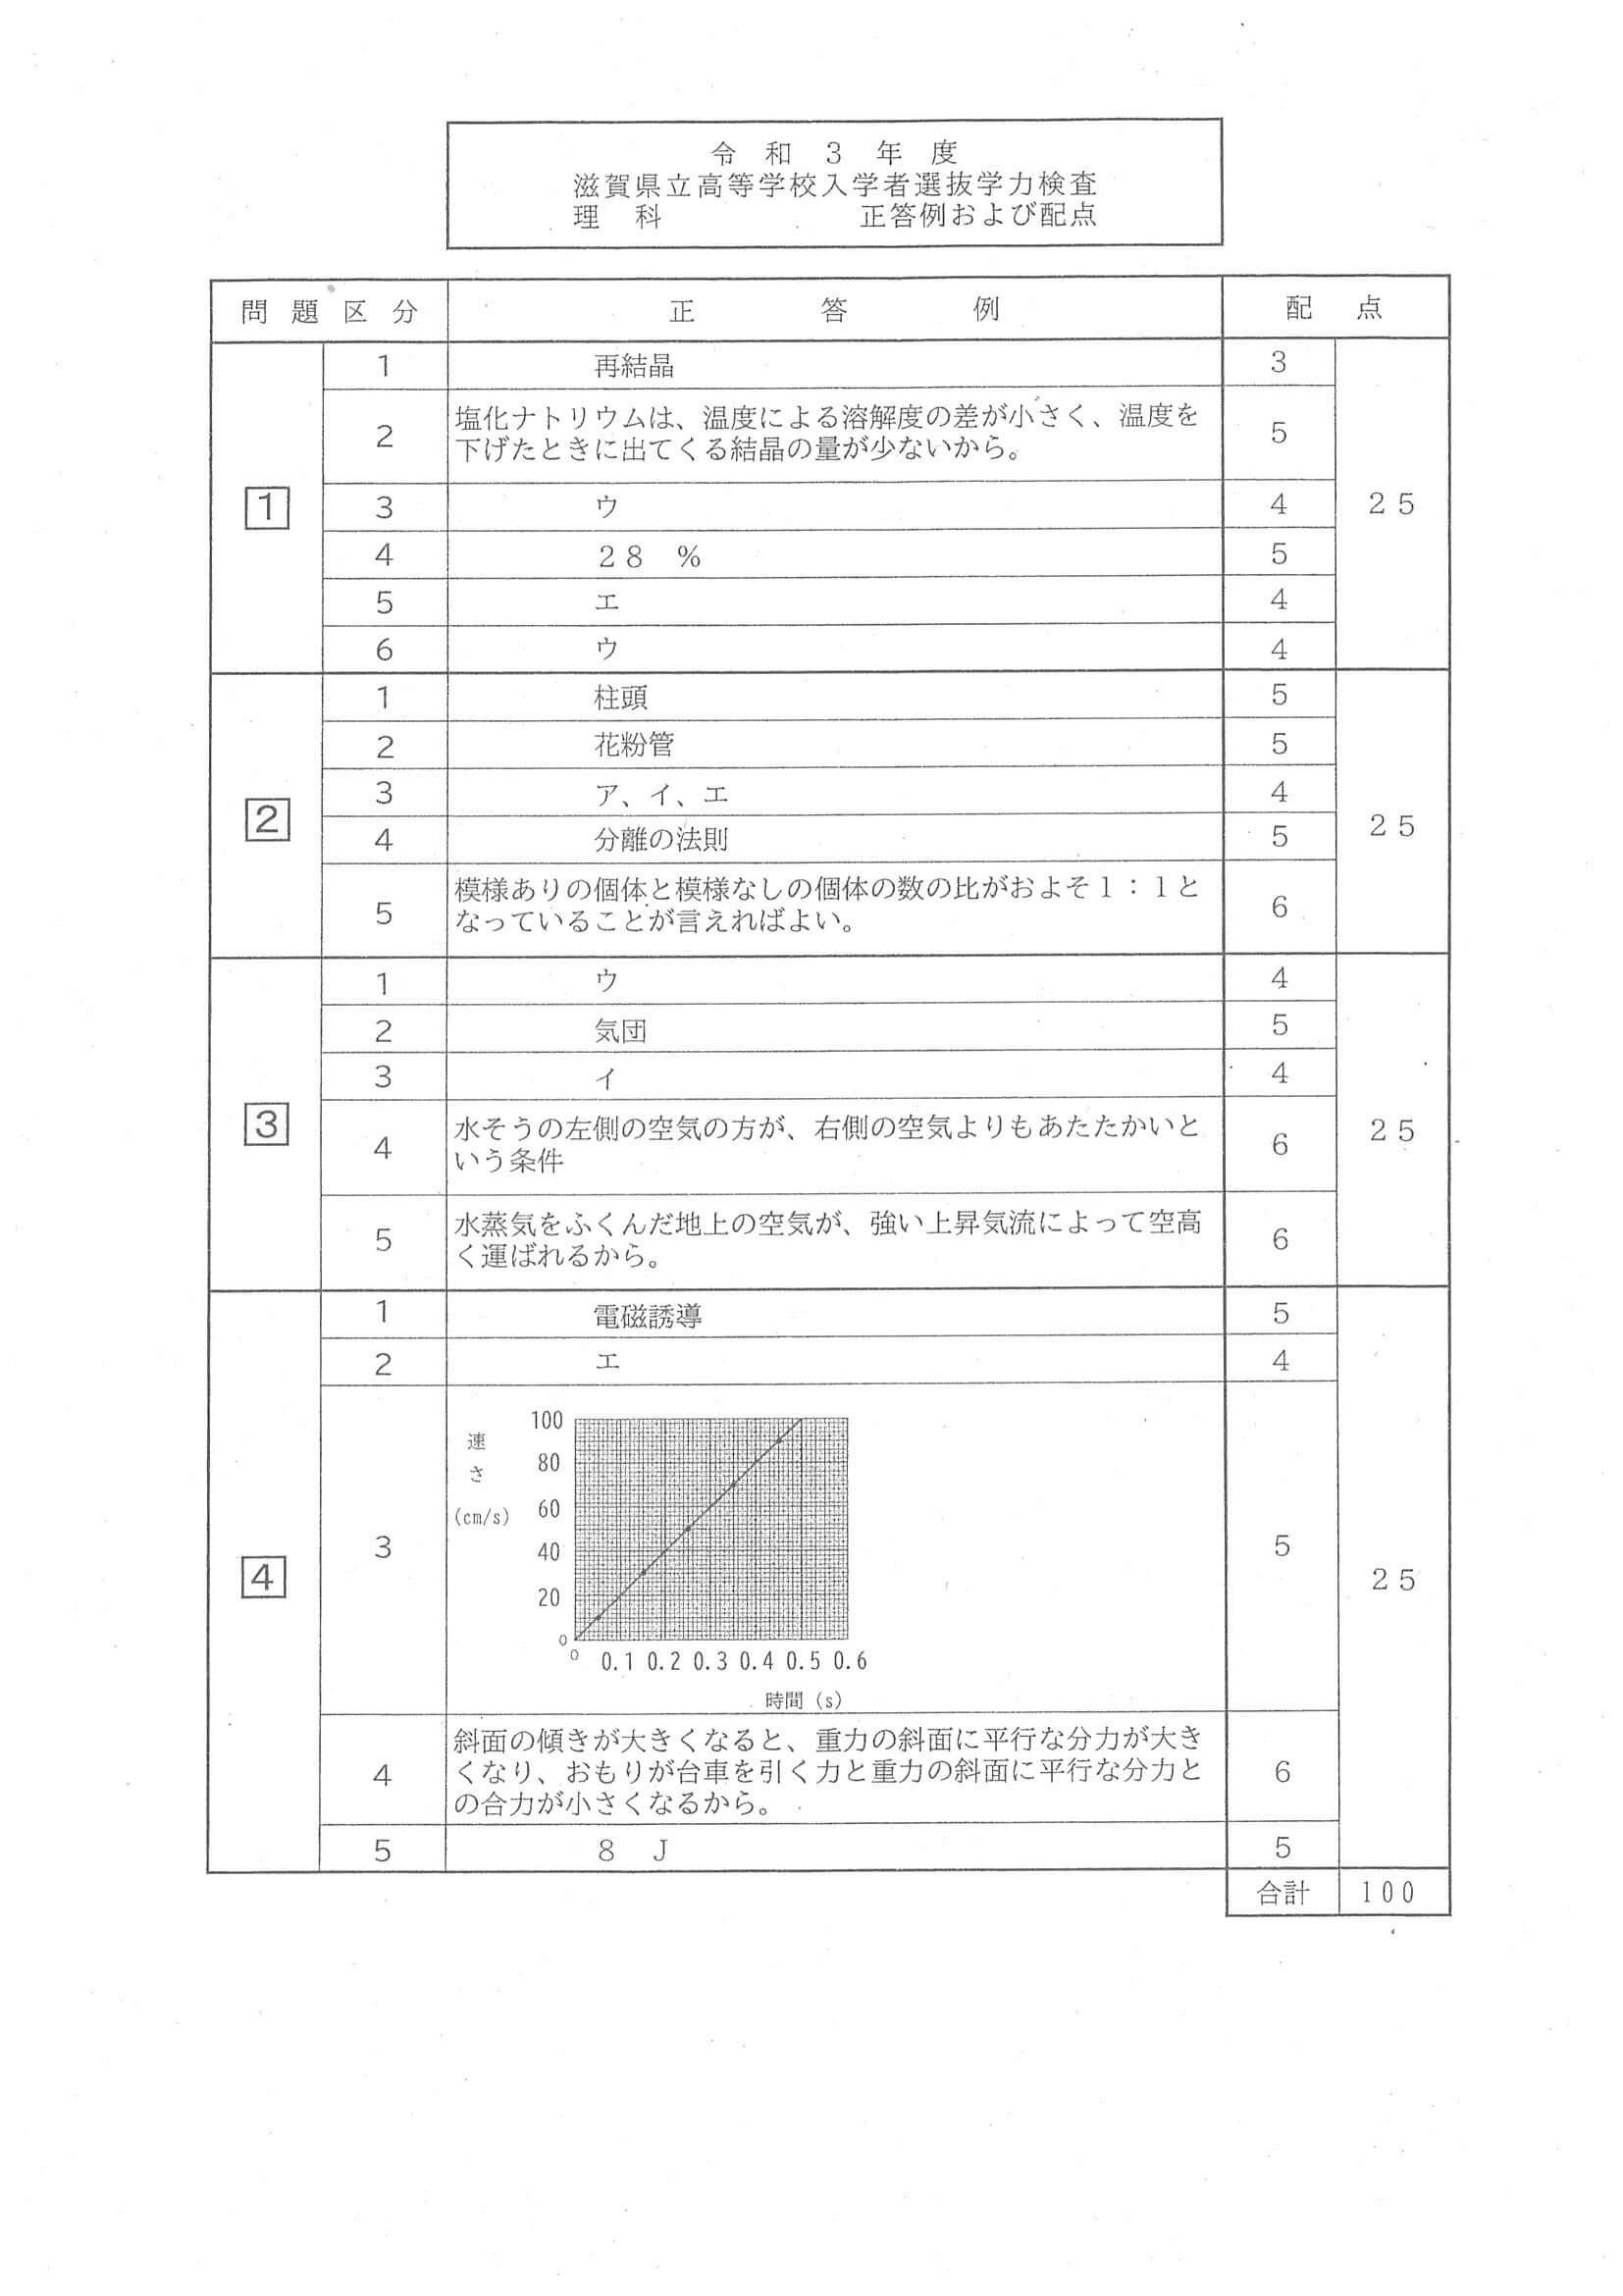 令和3年度
滋賀県立高等学校入学者選抜学力検査
理科 正答例および配点
問題区分 正答例 配点
1 25
1 再結晶 3
2 塩化ナトリウムは、温度による溶解度の差が小さく、温度を
下げたときに出てくる結晶の量が少ないから。 5
3 ウ 4
4 28 % 5
5 エ 4
6 ウ 4
2 25
1 柱頭 5
2 花粉管 5
3 ア、イ、エ 4
4 分離の法則 5
5 模様ありの個体と模様なしの個体の数の比がおよそ1:1と
なっていることが言えればよい。 6
3 25
1 ウ 4
2 気団 5
3 イ 4
4 水そうの左側の空気の方が、右側の空気よりもあたたかいと
いう条件 6
5 水蒸気をふくんだ地上の空気が、強い上昇気流によって空高
く運ばれるから。 6
4 25
1 電磁誘導 5
2 エ 4
3 5
速さ
(cm/s)
100
80
60
40
20
0
0 0.1 0.2 0.3 0.4 0.5 0.6
時間(s)
4 斜面の傾きが大きくなると、重力の斜面に平行な分力が大き
くなり、おもりが台車を引く力と重力の斜面に平行な分力と
の合力が小さくなるから。 6
5 8 J 5
合計 100